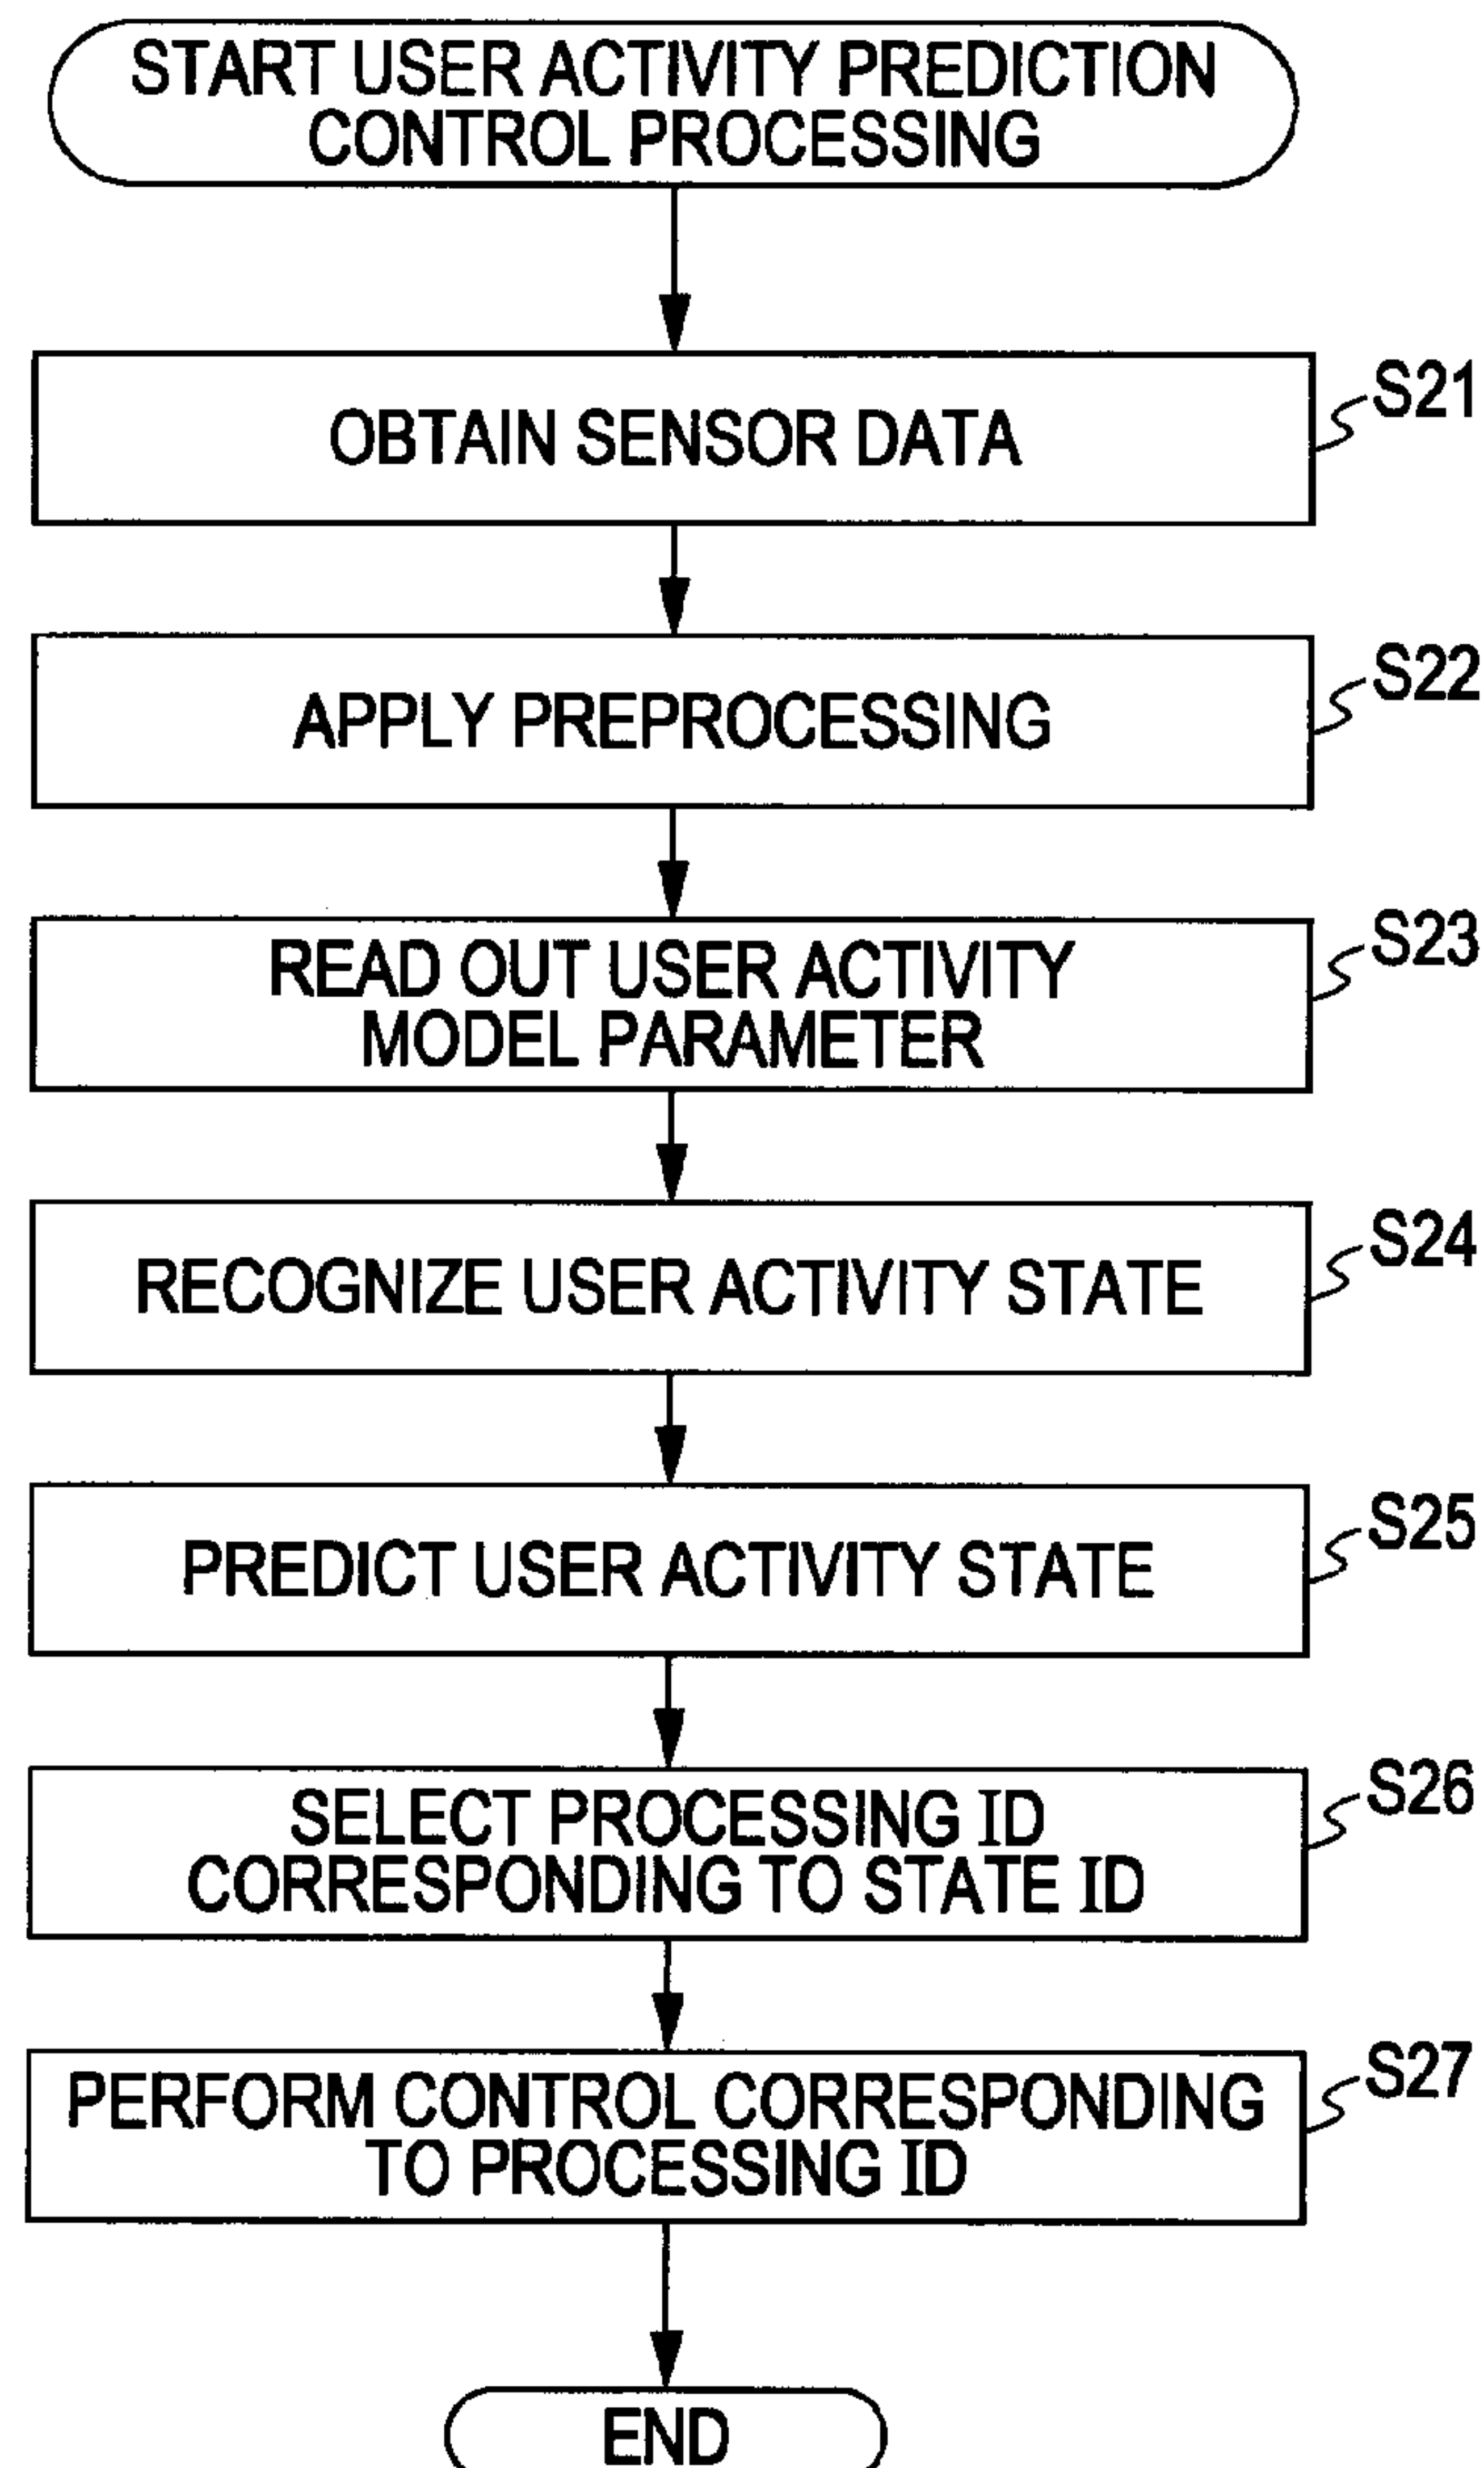 START USER ACTIVITY PREDICTION
CONTROL PROCESSING
OBTAIN SENSOR DATA
S21
APPLY PREPROCESSING
S22
READ OUT USER ACTIVITY
MODEL PARAMETER
S23
RECOGNIZE USER ACTIVITY STATE
S24
PREDICT USER ACTIVITY STATE
S25
SELECT PROCESSING ID
CORRESPONDING TO STATE ID
S26
PERFORM CONTROL CORRESPONDING
TO PROCESSING ID
S27
END